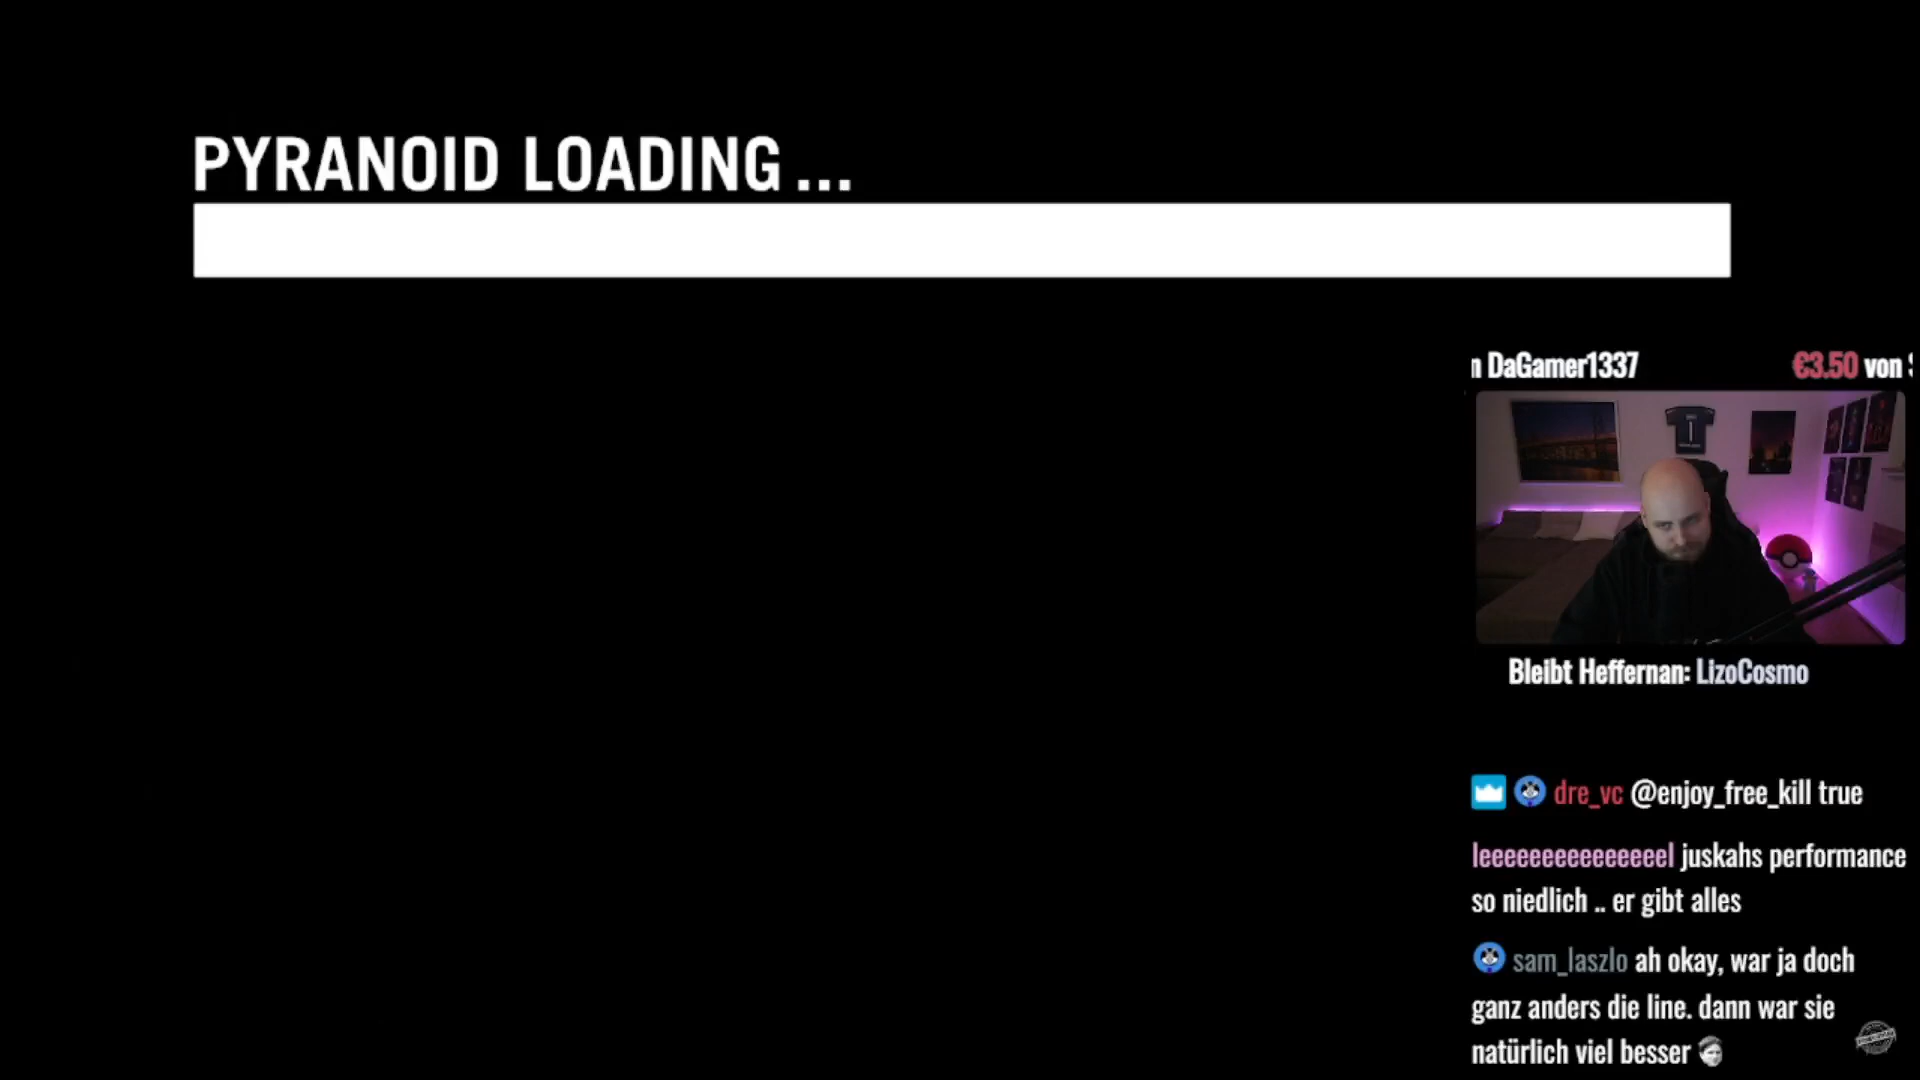 PYRANOID LOADING ...
n DaGamer1337 €3.50 von
Bleibt Heffernan: LizoCosmo
dre_vc @enjoy_free_kill true
leeeeeeeeeeeeeeel juskahs performance
so niedlich .. er gibt alles
sam_laszlo ah okay, war ja doch
ganz anders die line. dann war sie
natürlich viel besser